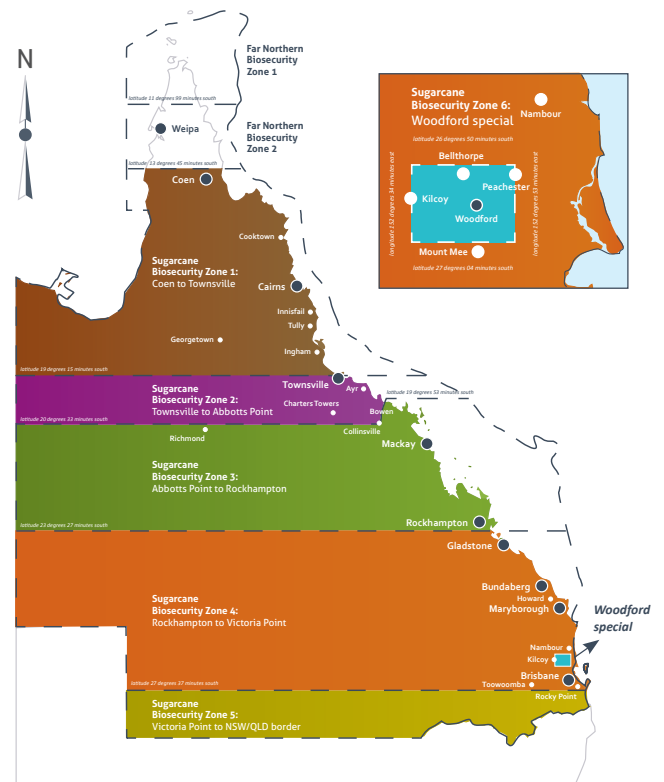 N
Far Northern
Biosecurity
Zone 1
latitude 11 degrees 99 minutes south
Weipa
Far Northern
Biosecurity
Zone 2
latitude 13 degrees 45 minutes south
Coen
Sugarcane
Biosecurity Zone 6:
Woodford special
Nambour
latitude 26 degrees 50 minutes south
Bellthorpe
Peachester
longitude 152 degrees 34 minutes east
longitude 152 degrees 53 minutes east
Kilcoy
Woodford
Mount Mee
latitude 27 degrees 04 minutes south
Cooktown
Sugarcane
Biosecurity Zone 1:
Coen to Townsville
Cairns
Innisfail
Tully
Georgetown
Ingham
latitude 19 degrees 15 minutes south
Townsville
Sugarcane
Biosecurity Zone 2:
Townsville to Abbotts Point
Ayr
latitude 19 degrees 53 minutes south
Charters Towers
Bowen
latitude 20 degrees 33 minutes south
Collinsville
Richmond
Mackay
Sugarcane
Biosecurity Zone 3:
Abbotts Point to Rockhampton
Rockhampton
latitude 23 degrees 27 minutes south
Gladstone
Bundaberg
Howard
Maryborough
Sugarcane
Biosecurity Zone 4:
Rockhampton to Victoria Point
Woodford
special
Nambour
Kilcoy
Brisbane
Toowoomba
Rocky Point
latitude 27 degrees 37 minutes south
Sugarcane
Biosecurity Zone 5:
Victoria Point to NSW/QLD border